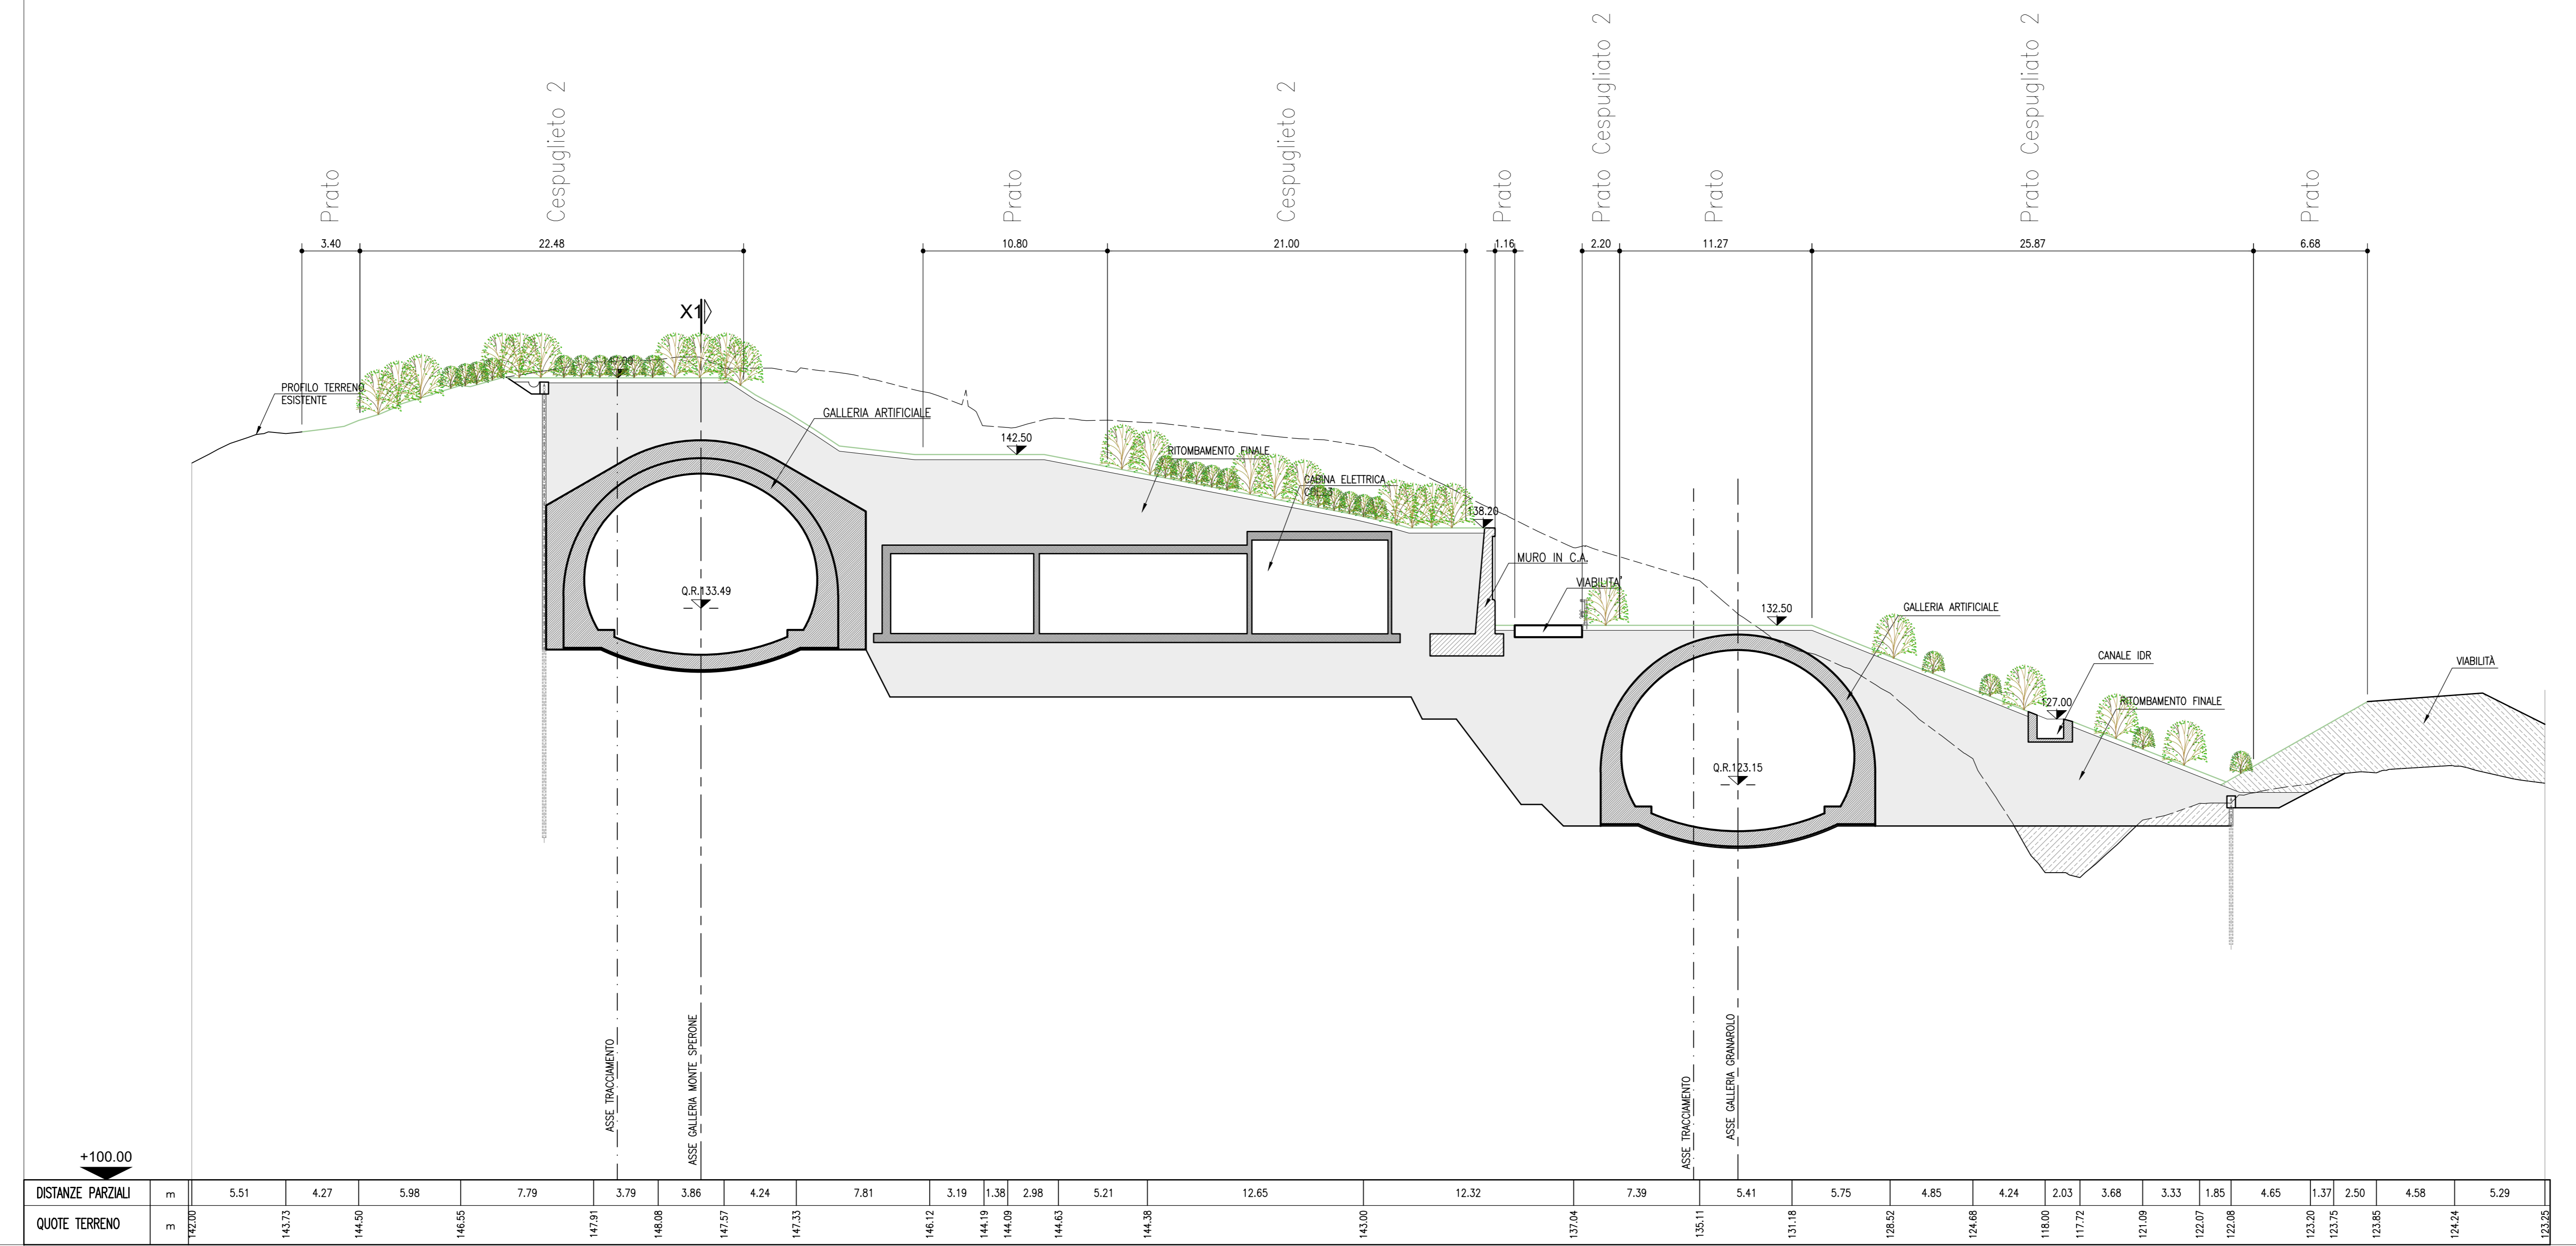 Prato
Cespuglieto 2
Prato
Cespuglieto 2
Prato
Prato Cespugliato 2
Prato
Prato Cespugliato 2
Prato
3.40
22.48
10.80
21.00
1.16
2.20
11.27
25.87
6.68
X1
147.00
PROFILO TERRENO
ESISTENTE
GALLERIA ARTIFICIALE
142.50
RITOMBAMENTO FINALE
CABINA ELETTRICA
138.20
MURO IN C.A.
VIABILITA'
Q.R.133.49
132.50
GALLERIA ARTIFICIALE
CANALE IDR
VIABILITÀ
127.00
RITOMBAMENTO FINALE
Q.R.123.15
ASSE TRACCIAMENTO
ASSE GALLERIA MONTE SPERONE
ASSE TRACCIAMENTO
ASSE GALLERIA GRANAROLO
+100.00
DISTANZE PARZIALI m 5.51 4.27 5.98 7.79 3.79 3.86 4.24 7.81 3.19 1.38 2.98 5.21 12.65 12.32 7.39 5.41 5.75 4.85 4.24 2.03 3.68 3.33 1.85 4.65 1.37 2.50 4.58 5.29
QUOTE TERRENO m 142.00 143.73 144.50 146.55 147.91 148.08 147.57 147.33 146.12 144.19 144.09 144.63 144.38 143.00 137.04 135.11 131.18 128.52 124.68 118.00 117.72 121.09 122.07 122.08 123.20 123.75 123.85 124.24 123.25